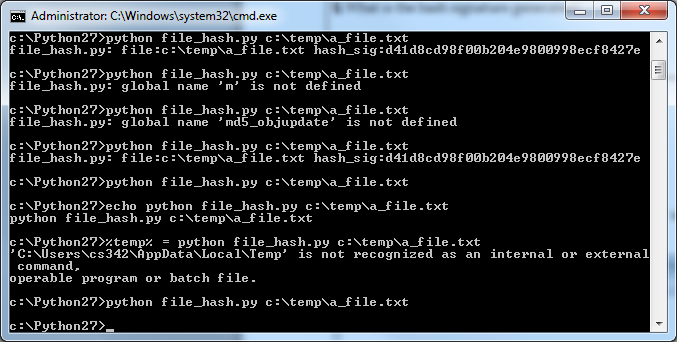 Administrator: C:\Windows\system32\cmd.exe
c:\Python27>python file_hash.py c:\temp\a_file.txt
file_hash.py: file:c:\temp\a_file.txt hash_sig:d41d8cd98f00b204e9800998ecf8427e
c:\Python27>python file_hash.py c:\temp\a_file.txt
file_hash.py: global name 'm' is not defined
c:\Python27>python file_hash.py c:\temp\a_file.txt
file_hash.py: global name 'md5_objupdate' is not defined
c:\Python27>python file_hash.py c:\temp\a_file.txt
file_hash.py: file:c:\temp\a_file.txt hash_sig:d41d8cd98f00b204e9800998ecf8427e
c:\Python27>python file_hash.py c:\temp\a_file.txt
c:\Python27>echo python file_hash.py c:\temp\a_file.txt
python file_hash.py c:\temp\a_file.txt
c:\Python27>%temp% = python file_hash.py c:\temp\a_file.txt
'C:\Users\cs342\AppData\Local\Temp' is not recognized as an internal or external
 command,
operable program or batch file.
c:\Python27>python file_hash.py c:\temp\a_file.txt
c:\Python27>_